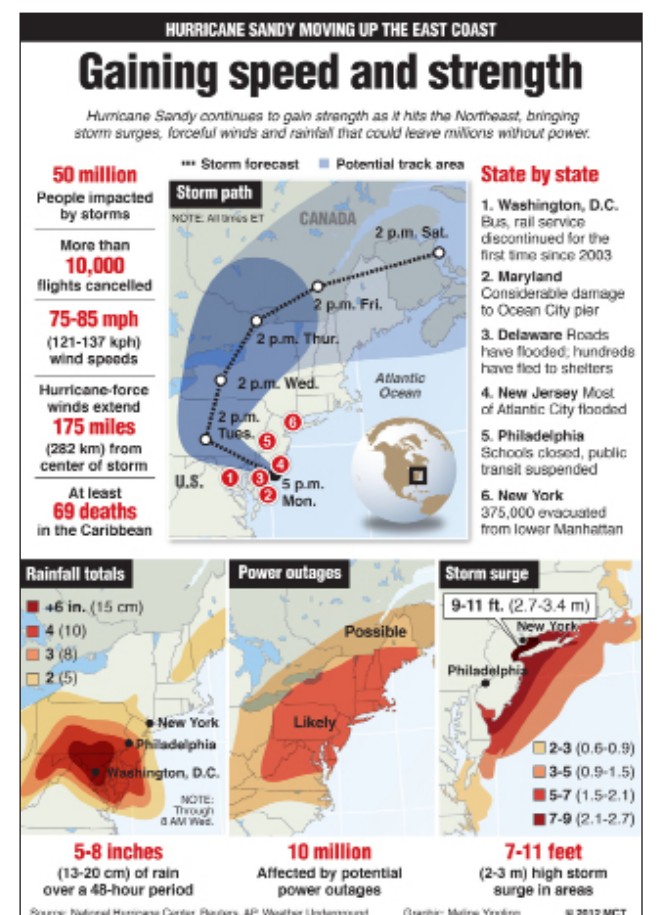 HURRICANE SANDY MOVING UP THE EAST COAST
Gaining speed and strength
Hurricane Sandy continues to gain strength as it hits the Northeast, bringing
storm surges, forceful winds and rainfall that could leave millions without power.
50 million
People impacted
by storms
More than
10,000
flights cancelled
75-85 mph
(121-137 kph)
wind speeds
Hurricane-force
winds extend
175 miles
(282 km) from
center of storm
At least
69 deaths
in the Caribbean
Storm forecast
Potential track area
Storm path
NOTE: All times ET
CANADA
2 p.m. Sat.
2 p.m. Fri.
2 p.m. Thur.
2 p.m. Wed.
Atlantic
Ocean
2 p.m.
Tues.
6
5
4
U.S.
1
3
2
5 p.m.
Mon.
State by state
1. Washington, D.C.
Bus, rail service
discontinued for the
first time since 2003
2. Maryland
Considerable damage
to Ocean City pier
3. Delaware Roads
have flooded; hundreds
have fled to shelters
4. New Jersey Most
of Atlantic City flooded
5. Philadelphia
Schools closed, public
transit suspended
6. New York
375,000 evacuated
from lower Manhattan
Rainfall totals
+6 in. (15 cm)
4 (10)
3 (8)
2 (5)
New York
Philadelphia
Washington, D.C.
NOTE:
Through
8 AM Wed.
5-8 inches
(13-20 cm) of rain
over a 48-hour period
Power outages
Possible
Likely
10 million
Affected by potential
power outages
Storm surge
9-11 ft. (2.7-3.4 m)
New York
Philadelphia
2-3 (0.6-0.9)
3-5 (0.9-1.5)
5-7 (1.5-2.1)
7-9 (2.1-2.7)
7-11 feet
(2-3 m) high storm
surge in areas
Source: National Hurricane Center, Reuters, AP, Weather Underground
Graphic: Melina Yingling
© 2012 MCT